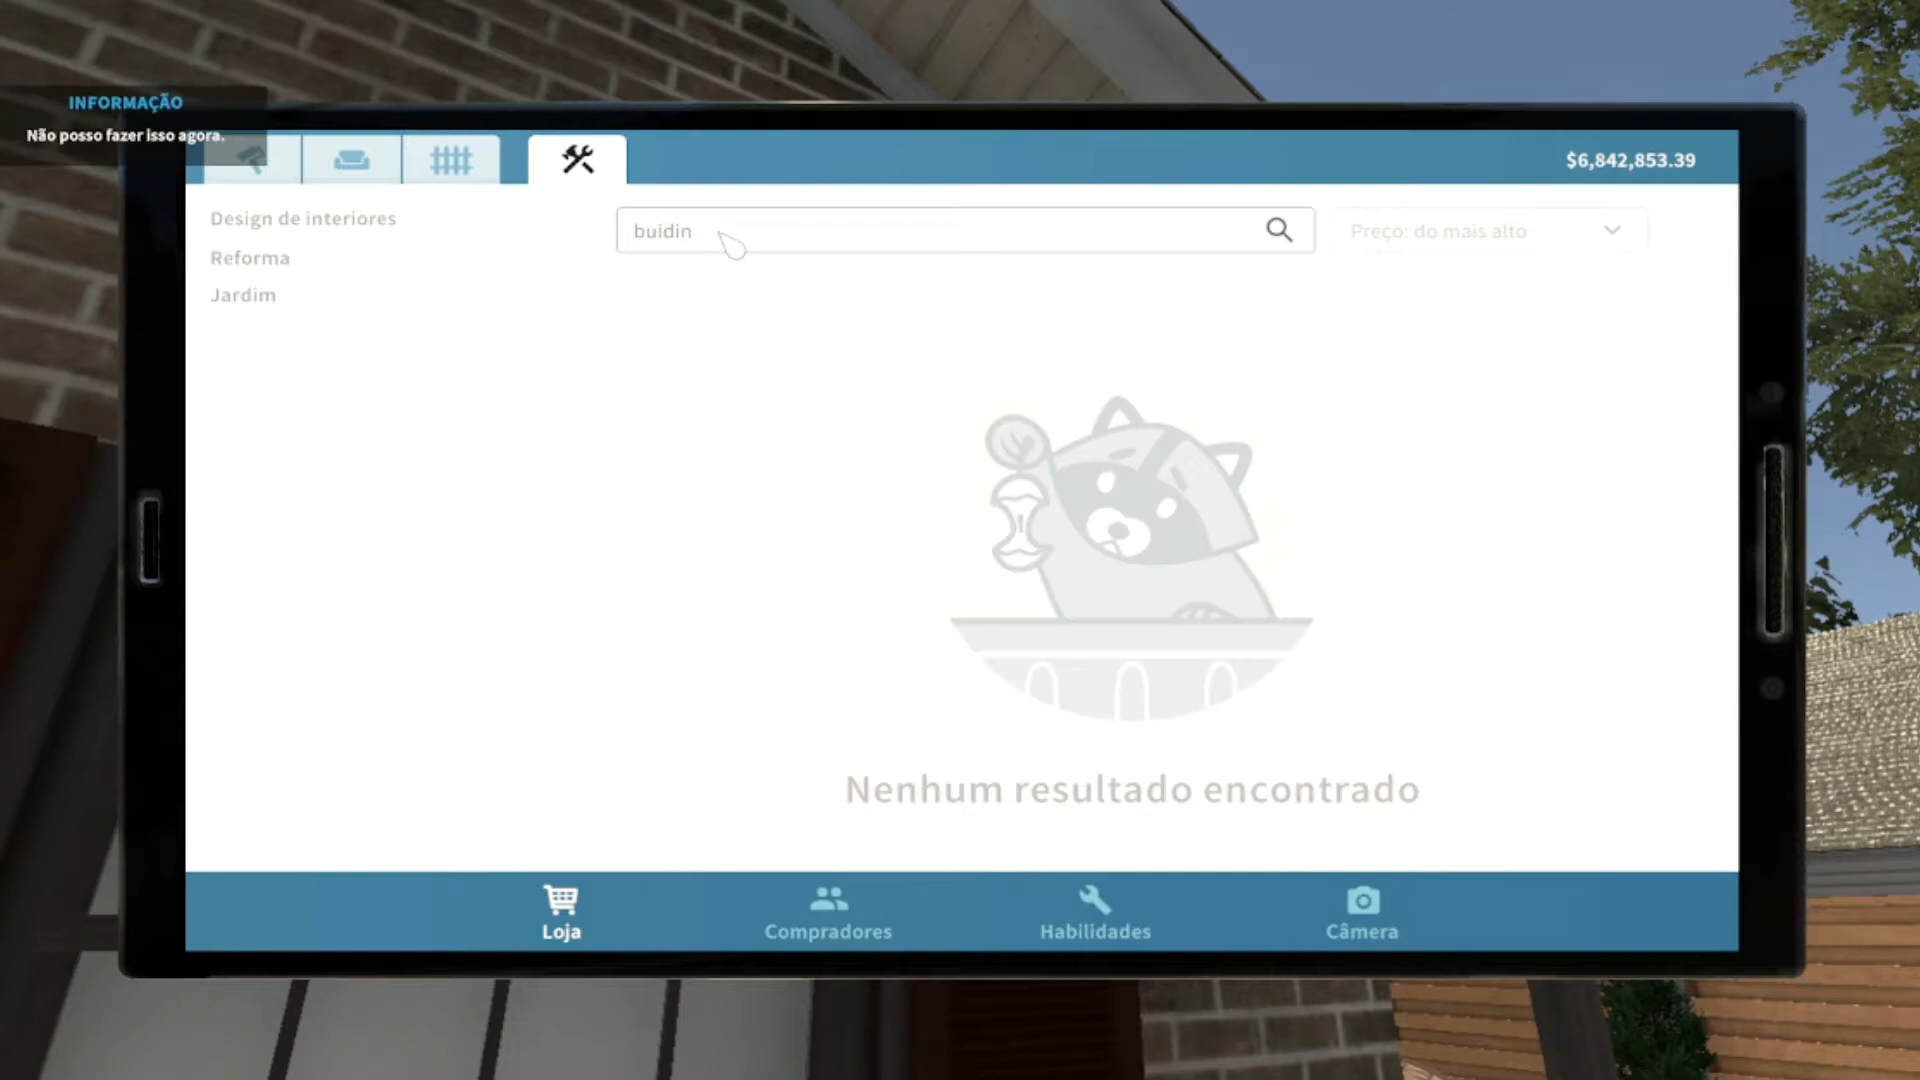 INFORMAÇÃO
Não posso fazer isso agora.
$6,842,853.39
Design de interiores
Reforma
Jardim
buidin
Preço: do mais alto
Nenhum resultado encontrado
Loja
Compradores
Habilidades
Câmera